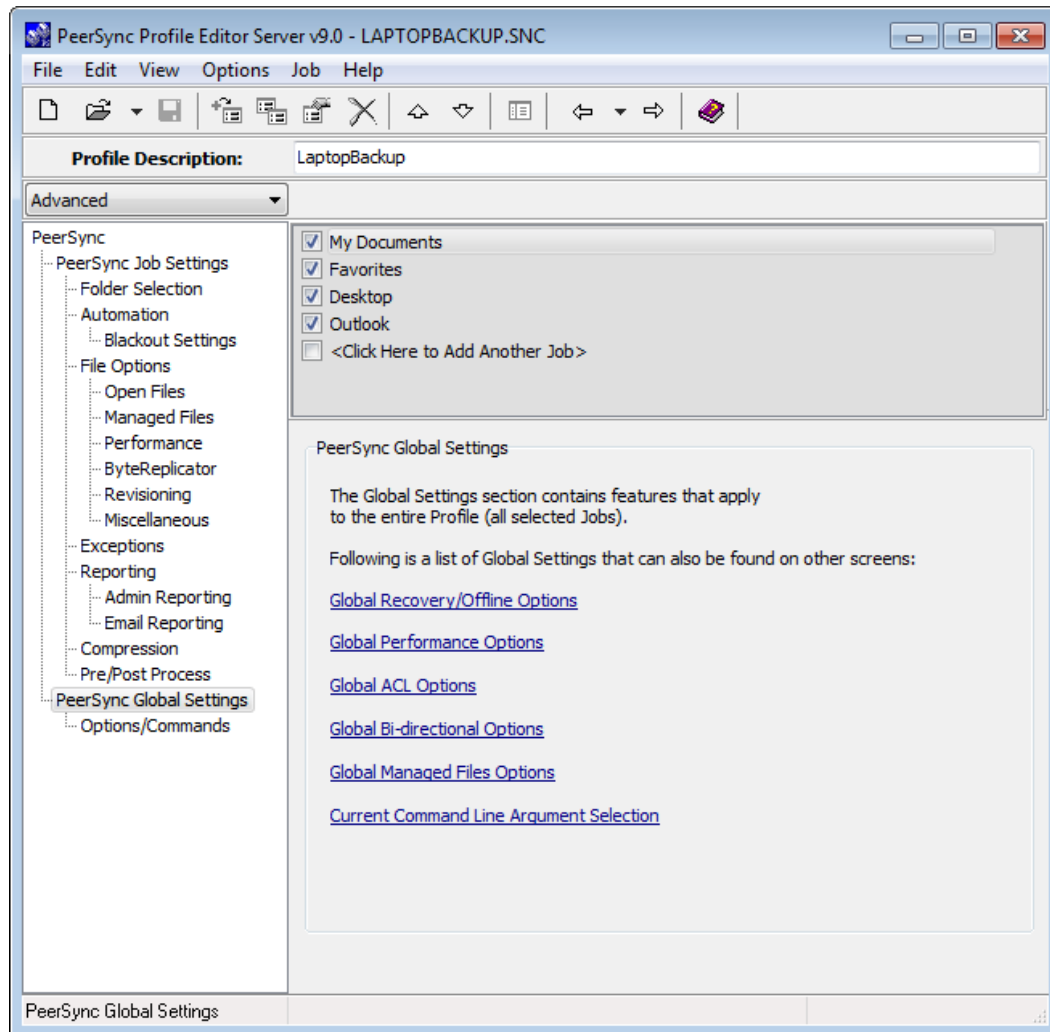 PeerSync Profile Editor Server v9.0 - LAPTOPBACKUP.SNC
File Edit View Options Job Help
Profile Description: LaptopBackup
Advanced
PeerSync
PeerSync Job Settings
Folder Selection
Automation
Blackout Settings
File Options
Open Files
Managed Files
Performance
ByteReplicator
Revisioning
Miscellaneous
Exceptions
Reporting
Admin Reporting
Email Reporting
Compression
Pre/Post Process
PeerSync Global Settings
Options/Commands
My Documents
Favorites
Desktop
Outlook
<Click Here to Add Another Job>
PeerSync Global Settings
The Global Settings section contains features that apply
to the entire Profile (all selected Jobs).
Following is a list of Global Settings that can also be found on other screens:
Global Recovery/Offline Options
Global Performance Options
Global ACL Options
Global Bi-directional Options
Global Managed Files Options
Current Command Line Argument Selection
PeerSync Global Settings